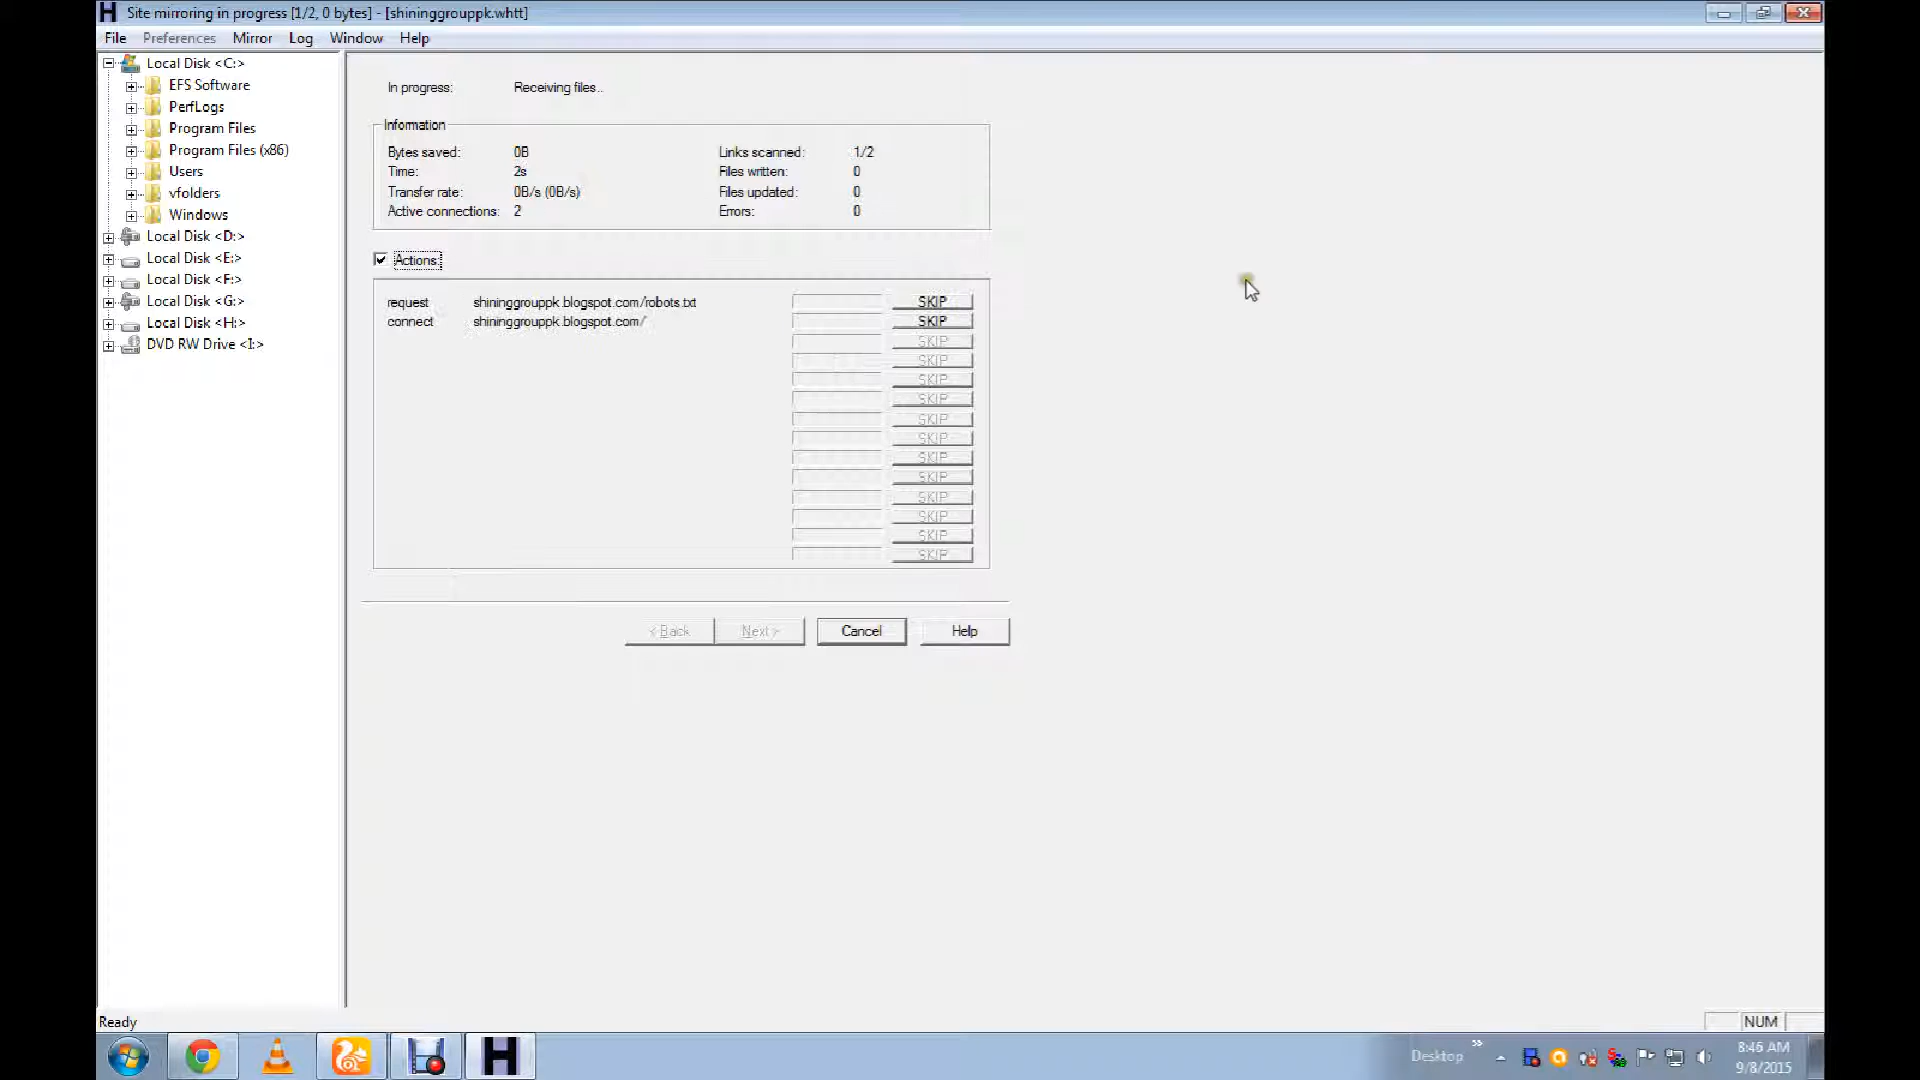 Site mirroring in progress [1/2, 0 bytes] - [shininggrouppk.whtt]
File Preferences Mirror Log Window Help
Local Disk <C:>
EFS Software
PerfLogs
Program Files
Program Files (x86)
Users
vfolders
Windows
Local Disk <D:>
Local Disk <E:>
Local Disk <F:>
Local Disk <G:>
Local Disk <H:>
DVD RW Drive <I:>
In progress: Receiving files..
Information
Bytes saved: 0B Links scanned: 1/2
Time: 2s Files written: 0
Transfer rate: 0B/s (0B/s) Files updated: 0
Active connections: 2 Errors: 0
Actions:
request shininggrouppk.blogspot.com/robots.txt SKIP
connect shininggrouppk.blogspot.com/ SKIP
SKIP
SKIP
SKIP
SKIP
SKIP
SKIP
SKIP
SKIP
SKIP
SKIP
SKIP
SKIP
< Back Next > Cancel Help
Ready NUM
Desktop
8:46 AM
9/8/2015